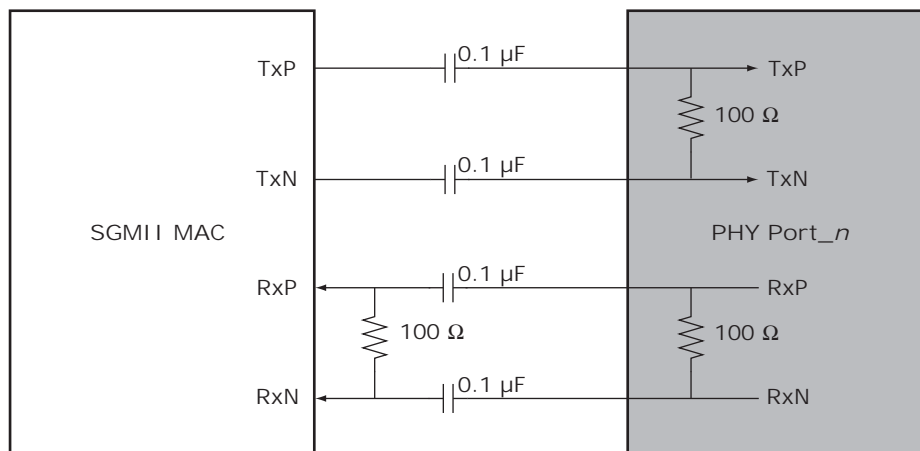 0.1 µF
TxP
TxP
100 Ω
0.1 µF
TxN
TxN
SGMII MAC
PHY Port_n
0.1 µF
RxP
RxP
100 Ω
100 Ω
0.1 µF
RxN
RxN